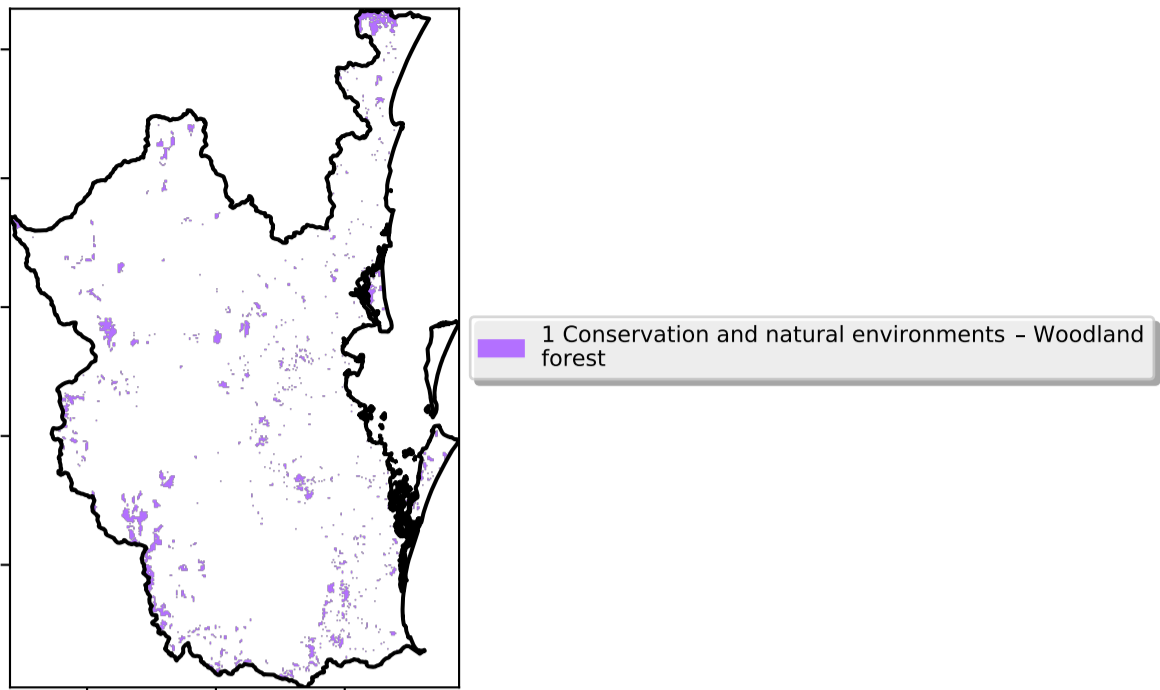 1 Conservation and natural environments – Woodland
forest